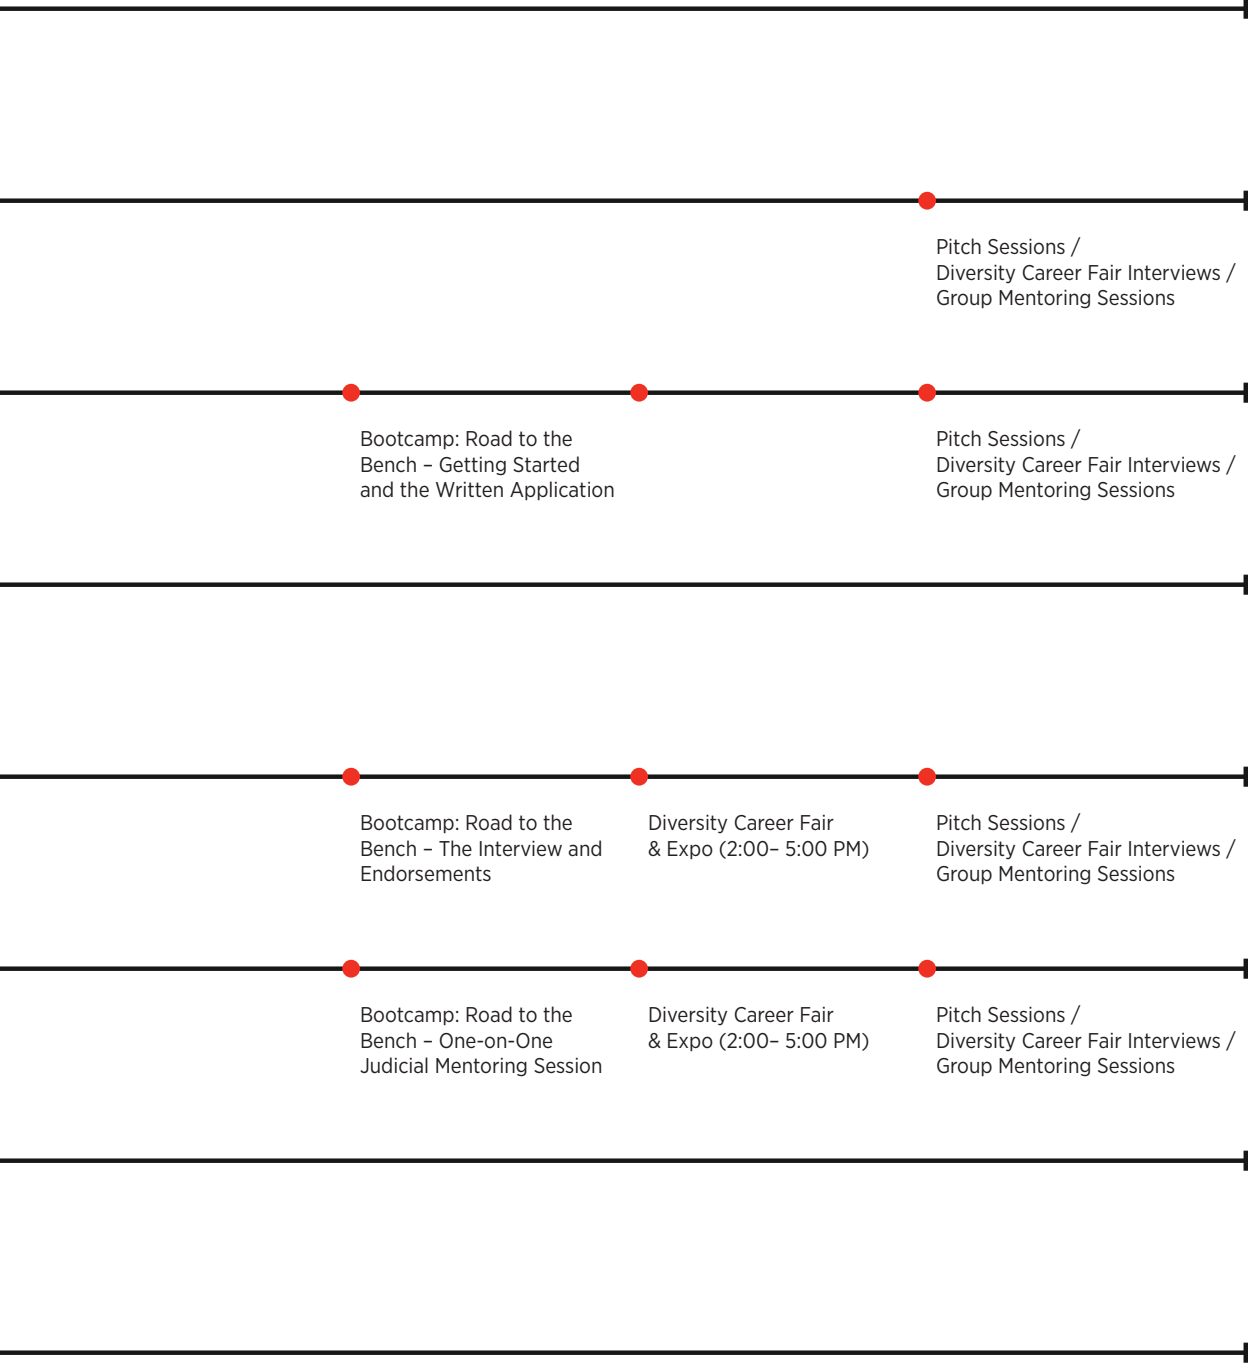 Pitch Sessions /
Diversity Career Fair Interviews /
Group Mentoring Sessions
Bootcamp: Road to the
Bench – Getting Started
and the Written Application
Pitch Sessions /
Diversity Career Fair Interviews /
Group Mentoring Sessions
Bootcamp: Road to the
Bench – The Interview and
Endorsements
Diversity Career Fair
& Expo (2:00– 5:00 PM)
Pitch Sessions /
Diversity Career Fair Interviews /
Group Mentoring Sessions
Bootcamp: Road to the
Bench – One-on-One
Judicial Mentoring Session
Diversity Career Fair
& Expo (2:00– 5:00 PM)
Pitch Sessions /
Diversity Career Fair Interviews /
Group Mentoring Sessions